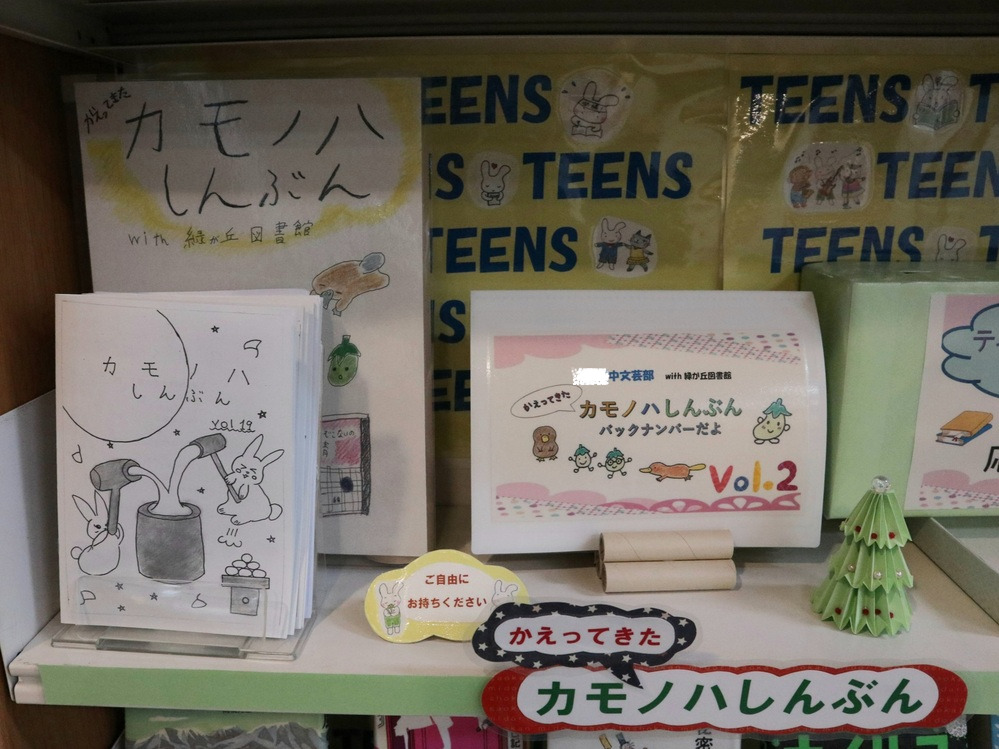 かえってきた
カモノハ
しんぶん
with 緑が丘図書館
カモノハ
しんぶん
vol.19
TEENS
TEENS
TEENS
TEENS
TEENS
TEENS
中文芸部 with 緑が丘図書館
かえってきた
カモノハしんぶん
バックナンバーだよ
Vol.2
ご自由に
お持ちください
かえってきた
カモノハしんぶん